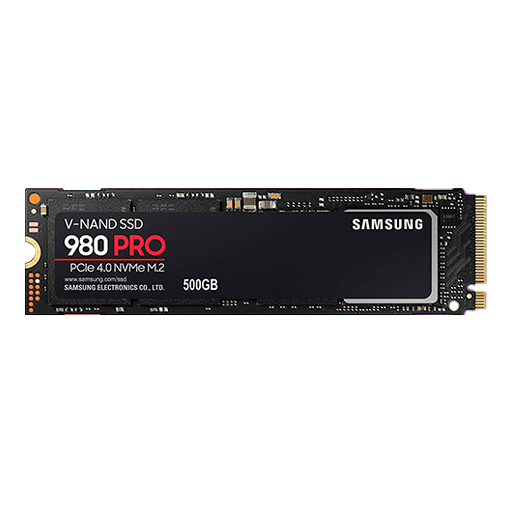 V-NAND SSD
980 PRO
PCIe 4.0 NVMe M.2
www.samsung.com/ssd
SAMSUNG ELECTRONICS CO., LTD.
500GB
SAMSUNG